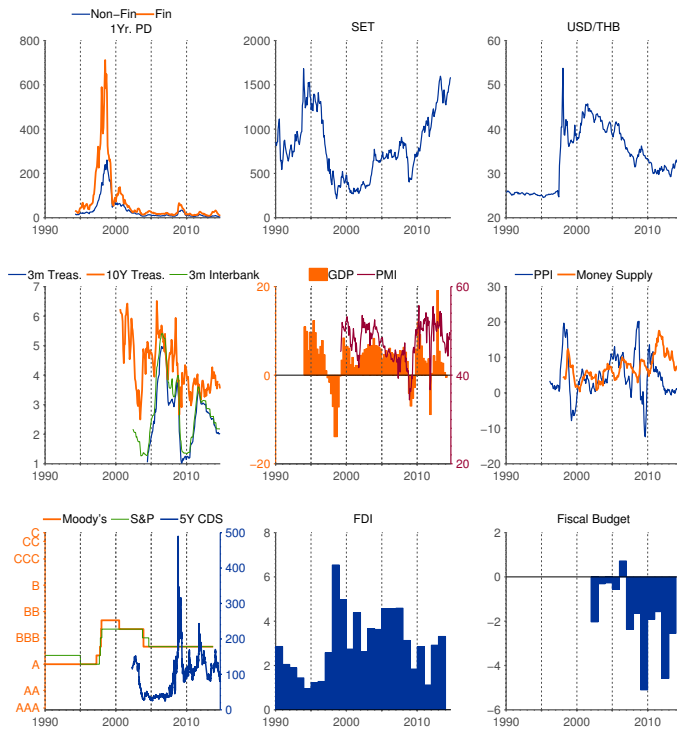 Non−Fin Fin
1Yr. PD
800
600
400
200
0
1990 2000 2010
SET
2000
1500
1000
500
0
1990 2000 2010
USD/THB
60
50
40
30
20
1990 2000 2010
3m Treas. 10Y Treas. 3m Interbank
7
6
5
4
3
2
1
1990 2000 2010
GDP PMI
20 60
0 40
−20 20
1990 2000 2010
PPI Money Supply
30
20
10
0
−10
−20
1990 2000 2010
Moody's S&P 5Y CDS
C 500
CC
CCC
400
B
300
BB
BBB 200
A
100
AA
AAA 0
1990 2000 2010
FDI
8
6
4
2
0
1990 2000 2010
Fiscal Budget
2
0
−2
−4
−6
1990 2000 2010